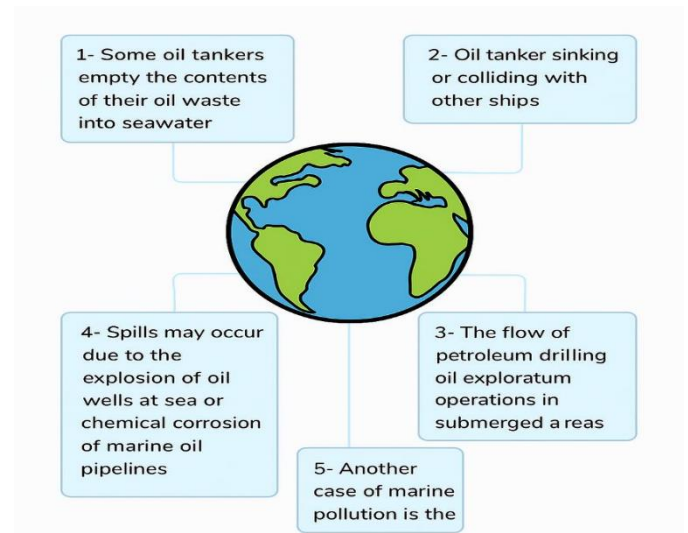 1- Some oil tankers
empty the contents
of their oil waste
into seawater
2- Oil tanker sinking
or colliding with
other ships
3- The flow of
petroleum drilling
oil exploratum
operations in
submerged a reas
4- Spills may occur
due to the
explosion of oil
wells at sea or
chemical corrosion
of marine oil
pipelines
5- Another
case of marine
pollution is the